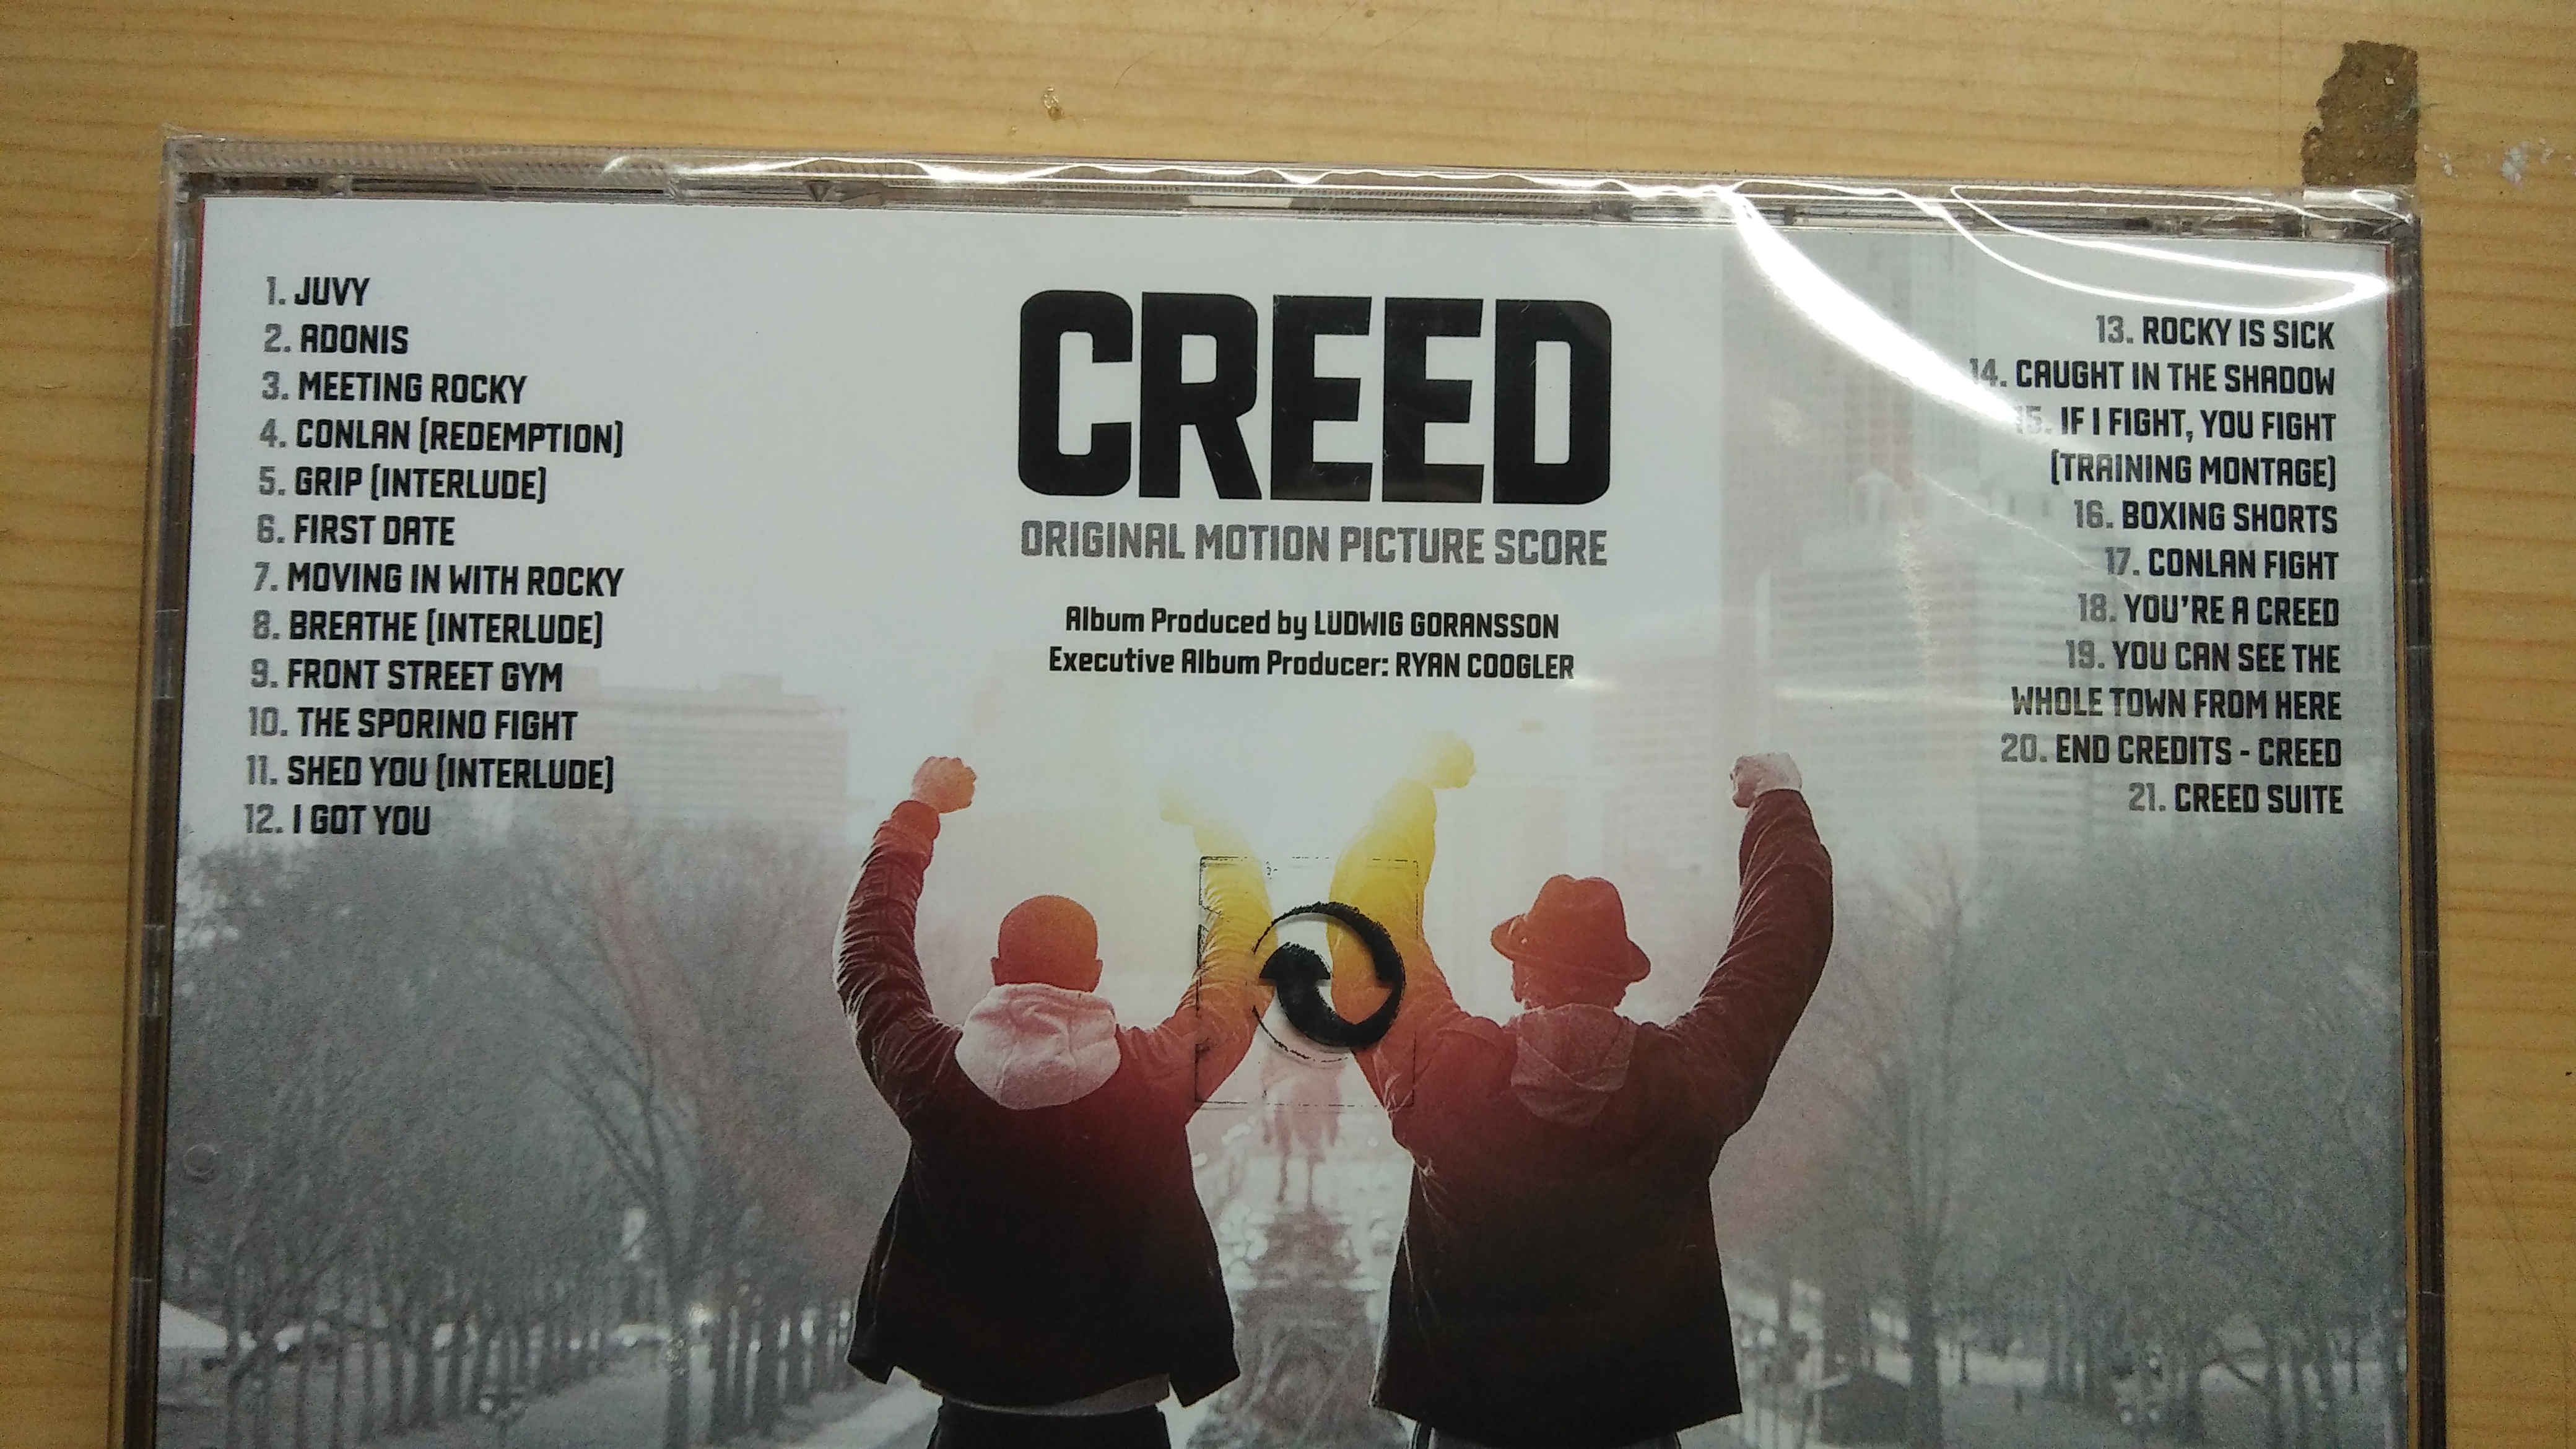 1. JUVY
2. ADONIS
3. MEETING ROCKY
4. CONLAN (REDEMPTION)
5. GRIP (INTERLUDE)
6. FIRST DATE
7. MOVING IN WITH ROCKY
8. BREATHE (INTERLUDE)
9. FRONT STREET GYM
10. THE SPORINO FIGHT
11. SHED YOU (INTERLUDE)
12. I GOT YOU
CREED
ORIGINAL MOTION PICTURE SCORE
Album Produced by LUDWIG GORANSSON
Executive Album Producer: RYAN COOGLER
13. ROCKY IS SICK
14. CAUGHT IN THE SHADOW
15. IF I FIGHT, YOU FIGHT
(TRAINING MONTAGE)
16. BOXING SHORTS
17. CONLAN FIGHT
18. YOU'RE A CREED
19. YOU CAN SEE THE
WHOLE TOWN FROM HERE
20. END CREDITS - CREED
21. CREED SUITE